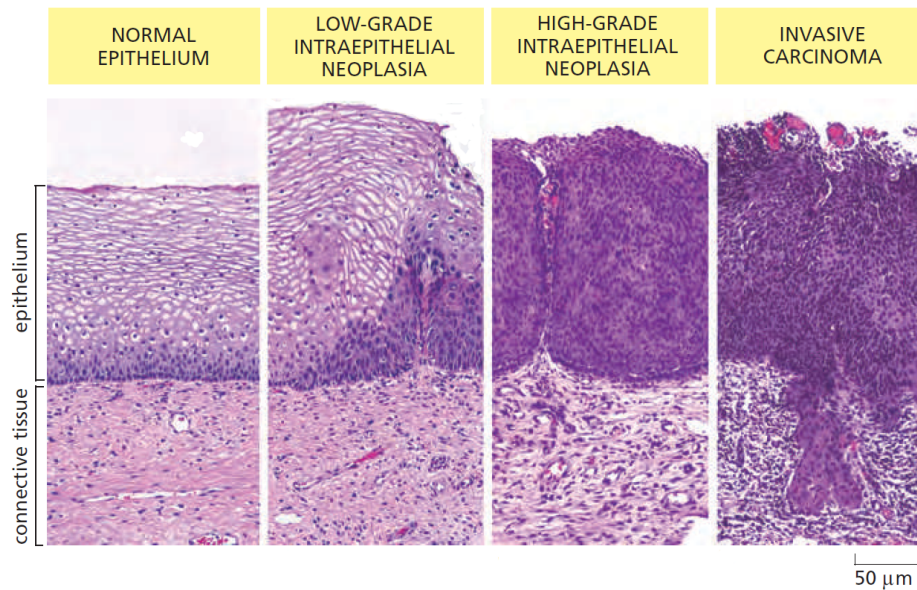 NORMAL
EPITHELIUM
LOW-GRADE
INTRAEPITHELIAL
NEOPLASIA
HIGH-GRADE
INTRAEPITHELIAL
NEOPLASIA
INVASIVE
CARCINOMA
epithelium
connective tissue
50 μm